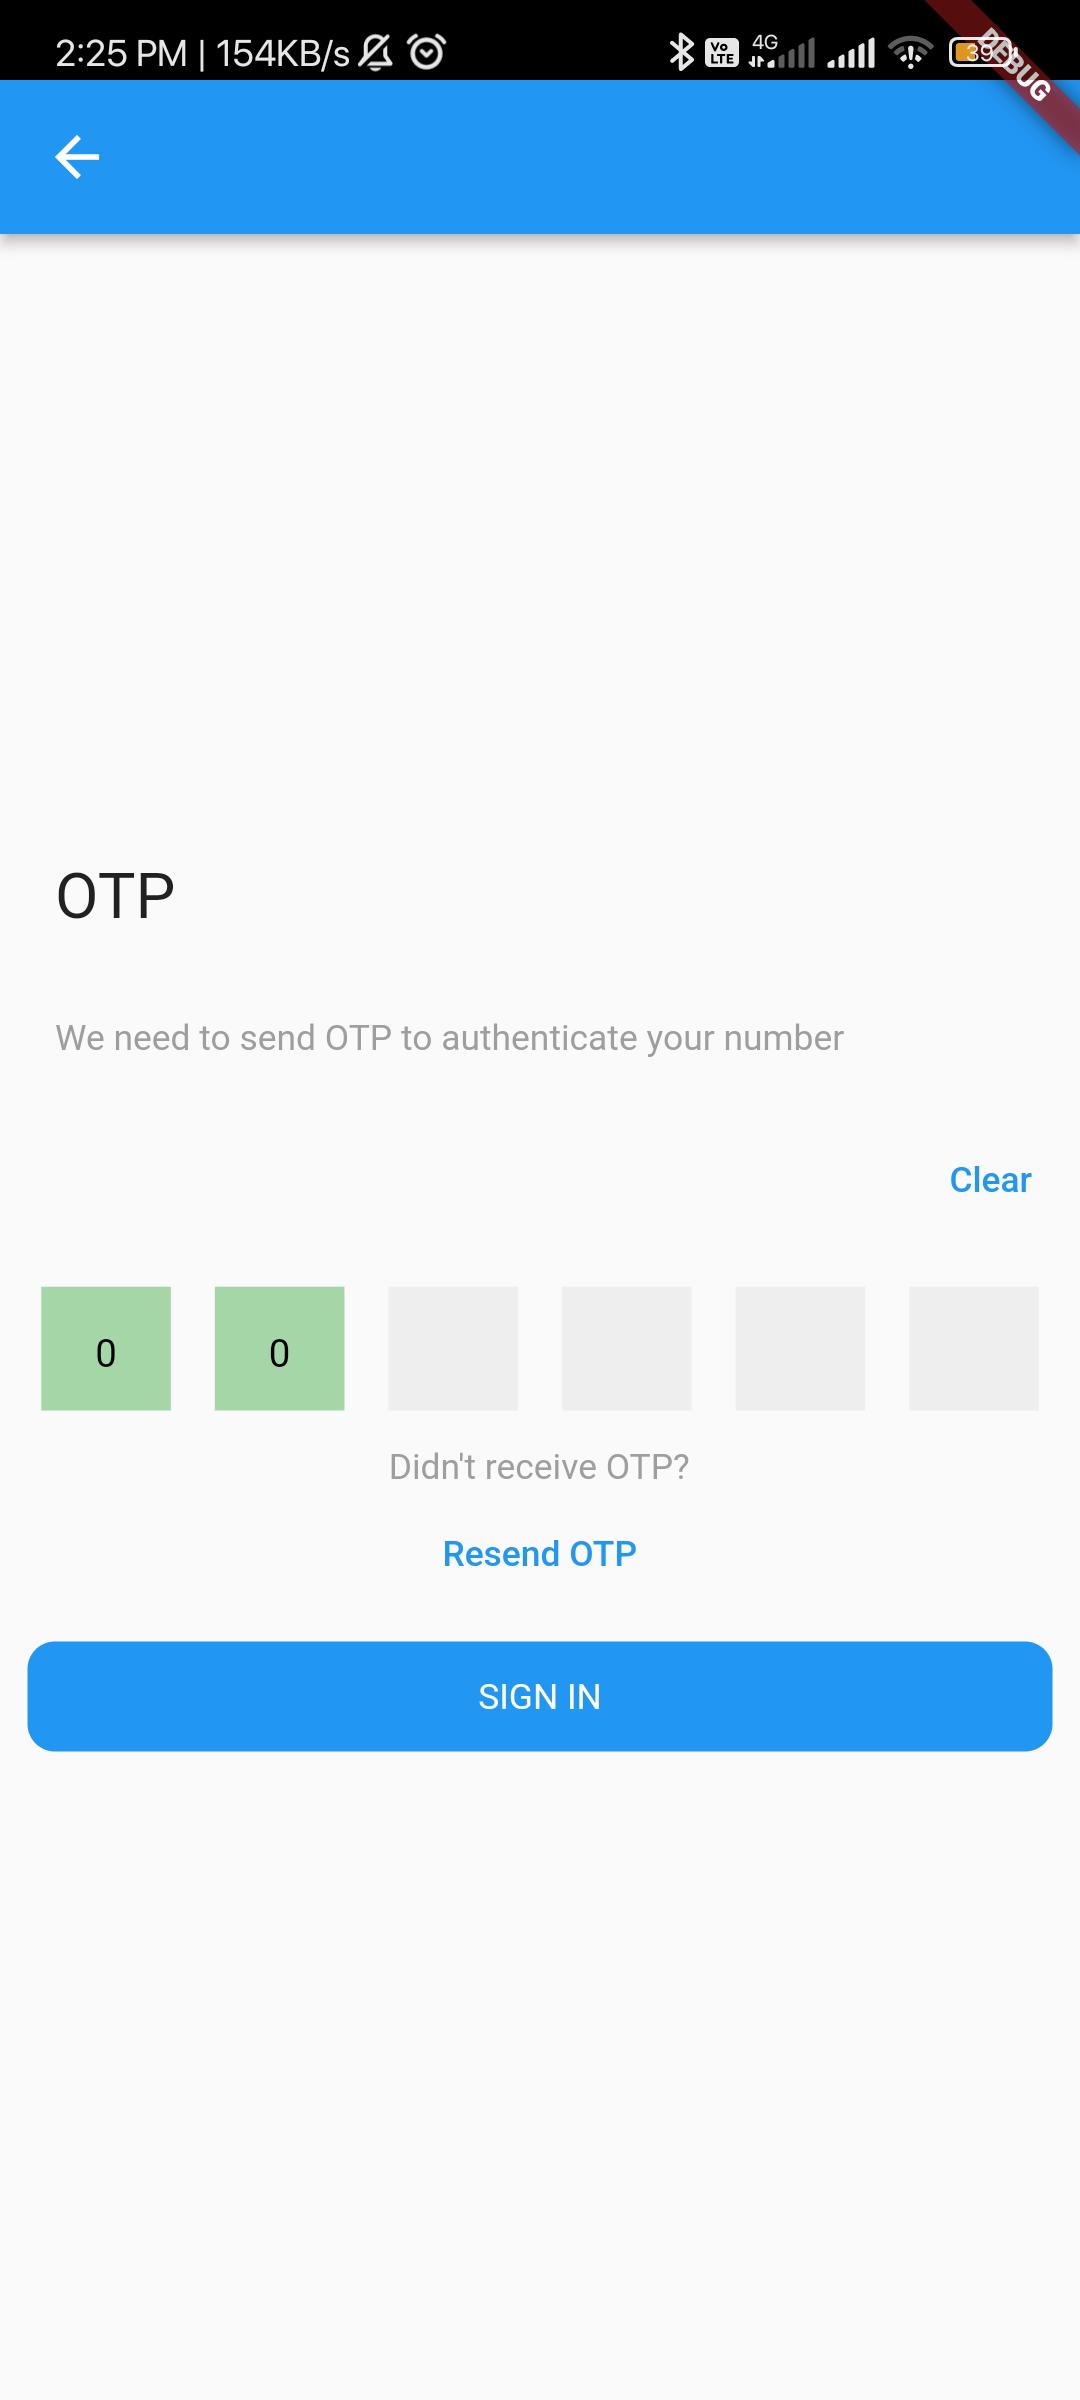 2:25 PM | 154KB/s
Vo LTE
4G
39
DEBUG
OTP
We need to send OTP to authenticate your number
Clear
0 0
Didn't receive OTP?
Resend OTP
SIGN IN